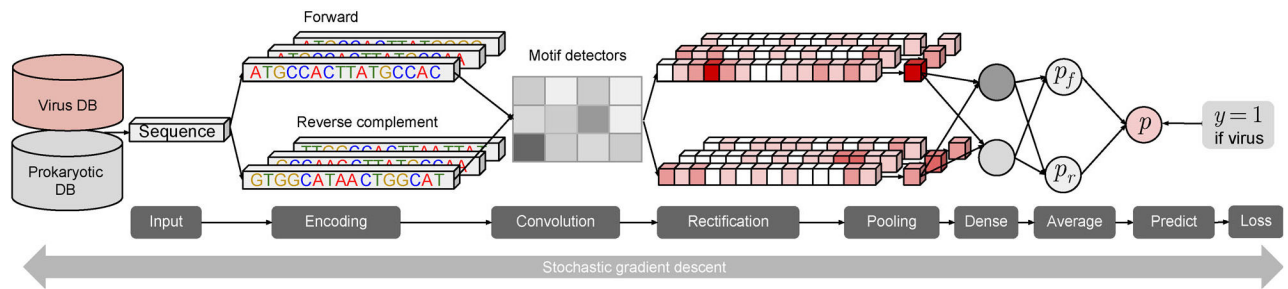 Forward
ATGCCACTTATGCCAC
Motif detectors
Virus DB
Sequence
Prokaryotic
DB
Reverse complement
GTGGCATAACTGGCAT
p_f
p
p_r
y = 1
if virus
Input
Encoding
Convolution
Rectification
Pooling
Dense
Average
Predict
Loss
Stochastic gradient descent